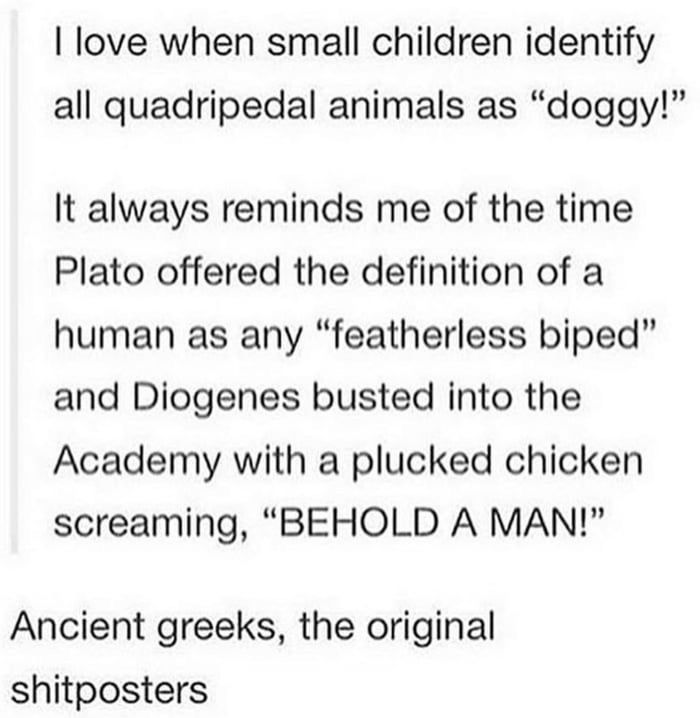 I love when small children identify
all quadripedal animals as “doggy!”
It always reminds me of the time
Plato offered the definition of a
human as any “featherless biped”
and Diogenes busted into the
Academy with a plucked chicken
screaming, “BEHOLD A MAN!”
Ancient greeks, the original
shitposters